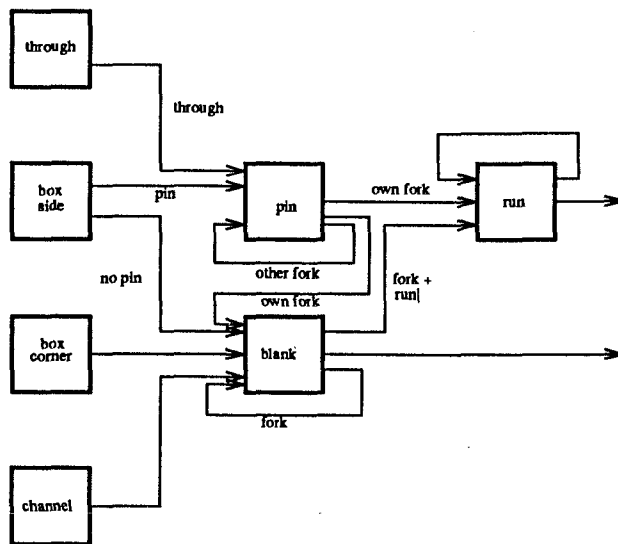 through
through
box
side
pin
pin
own fork
run
other fork
no pin
own fork
fork +
run|
box
corner
blank
fork
channel